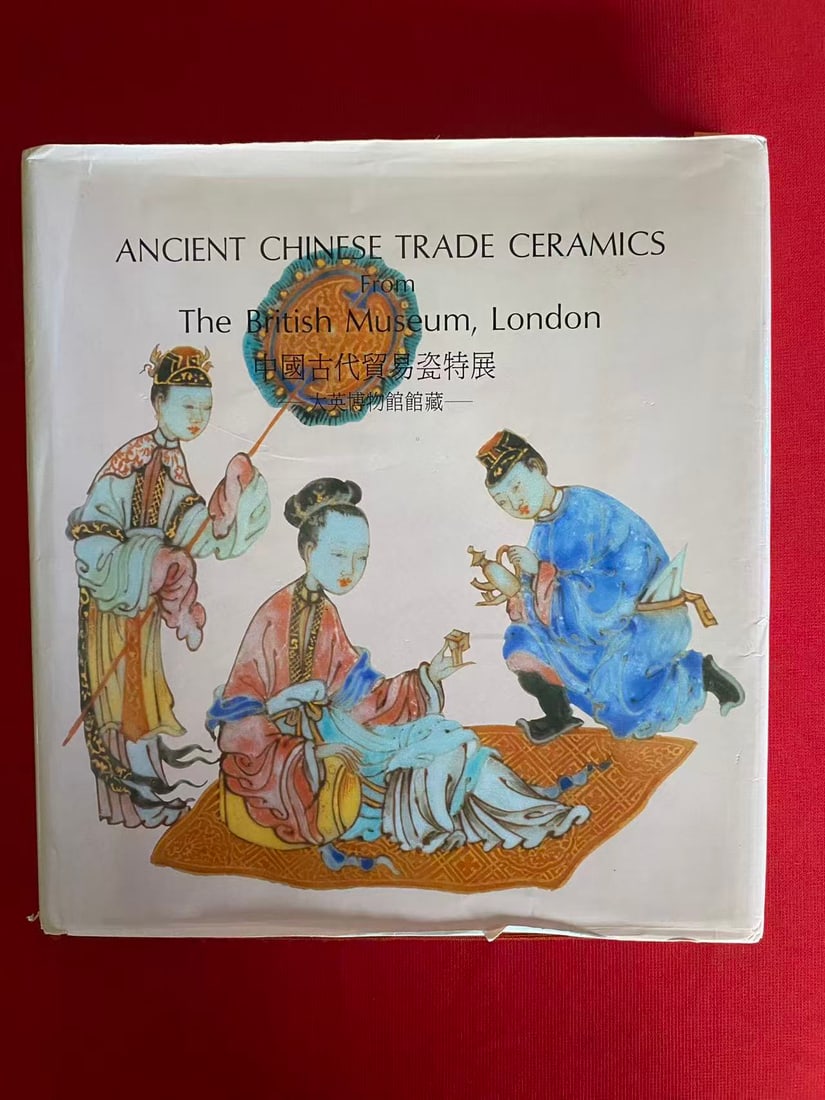 ANCIENT CHINESE TRADE CERAMICS
From
The British Museum, London
中國古代貿易瓷特展
—大英博物館館藏—